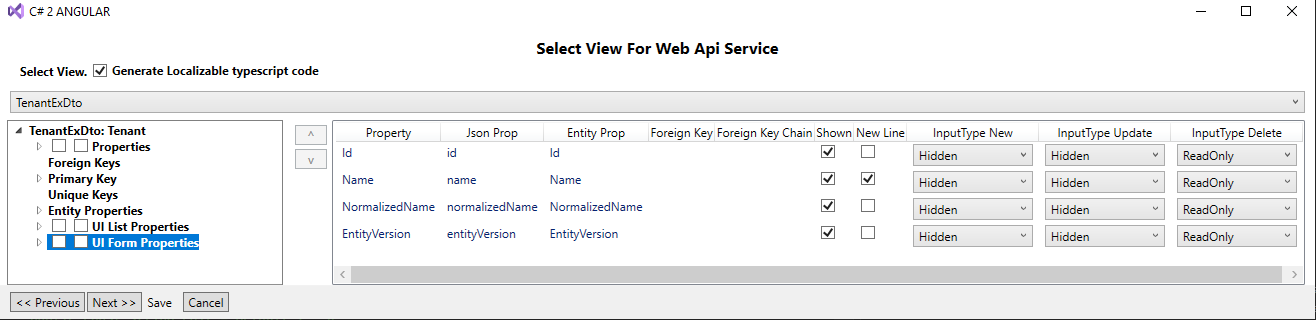 C# 2 ANGULAR
Select View For Web Api Service
Select View. Generate Localizable typescript code
TenantExDto
TenantExDto: Tenant
Properties
Foreign Keys
Primary Key
Unique Keys
Entity Properties
UI List Properties
UI Form Properties
Property Json Prop Entity Prop Foreign Key Foreign Key Chain Shown New Line InputType New InputType Update InputType Delete
Id id Id Hidden Hidden ReadOnly
Name name Name Hidden Hidden ReadOnly
NormalizedName normalizedName NormalizedName Hidden Hidden ReadOnly
EntityVersion entityVersion EntityVersion Hidden Hidden ReadOnly
<< Previous Next >> Save Cancel